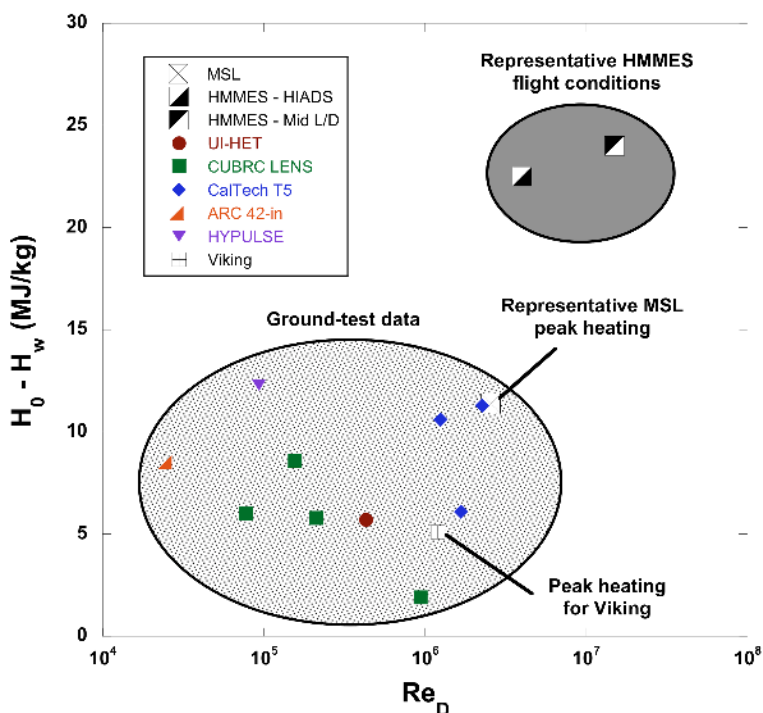 30
25
20
15
10
5
0
H₀ - H_w (MJ/kg)
MSL
HMMES - HIADS
HMMES - Mid L/D
UI-HET
CUBRC LENS
CalTech T5
ARC 42-in
HYPULSE
Viking
Representative HMMES
flight conditions
Representative MSL
peak heating
Ground-test data
Peak heating
for Viking
10⁴
10⁵
10⁶
10⁷
10⁸
Re_D